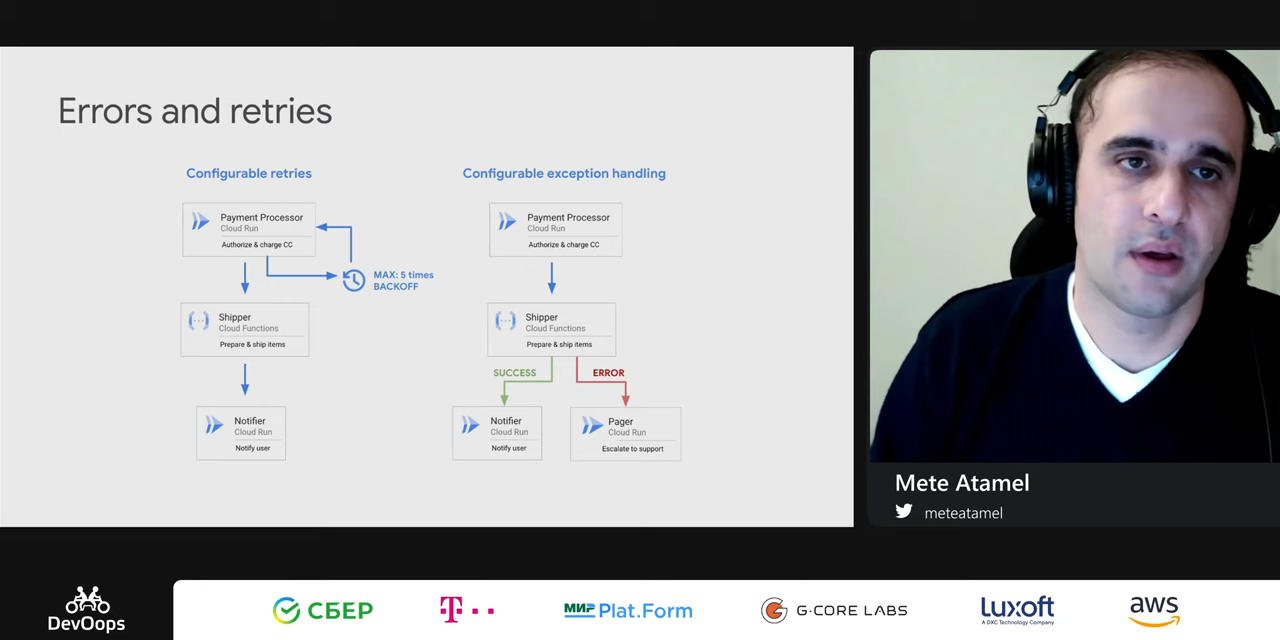 Errors and retries
Configurable retries
Payment Processor
Cloud Run
Authorize & charge CC
MAX: 5 times
BACKOFF
Shipper
Cloud Functions
Prepare & ship items
Notifier
Cloud Run
Notify user
Configurable exception handling
Payment Processor
Cloud Run
Authorize & charge CC
Shipper
Cloud Functions
Prepare & ship items
SUCCESS
ERROR
Notifier
Cloud Run
Notify user
Pager
Cloud Run
Escalate to support
Mete Atamel
meteatamel
DevOops
СБЕР
T
МИР Plat.Form
G·CORE LABS
luxoft
A DXC Technology Company
aws